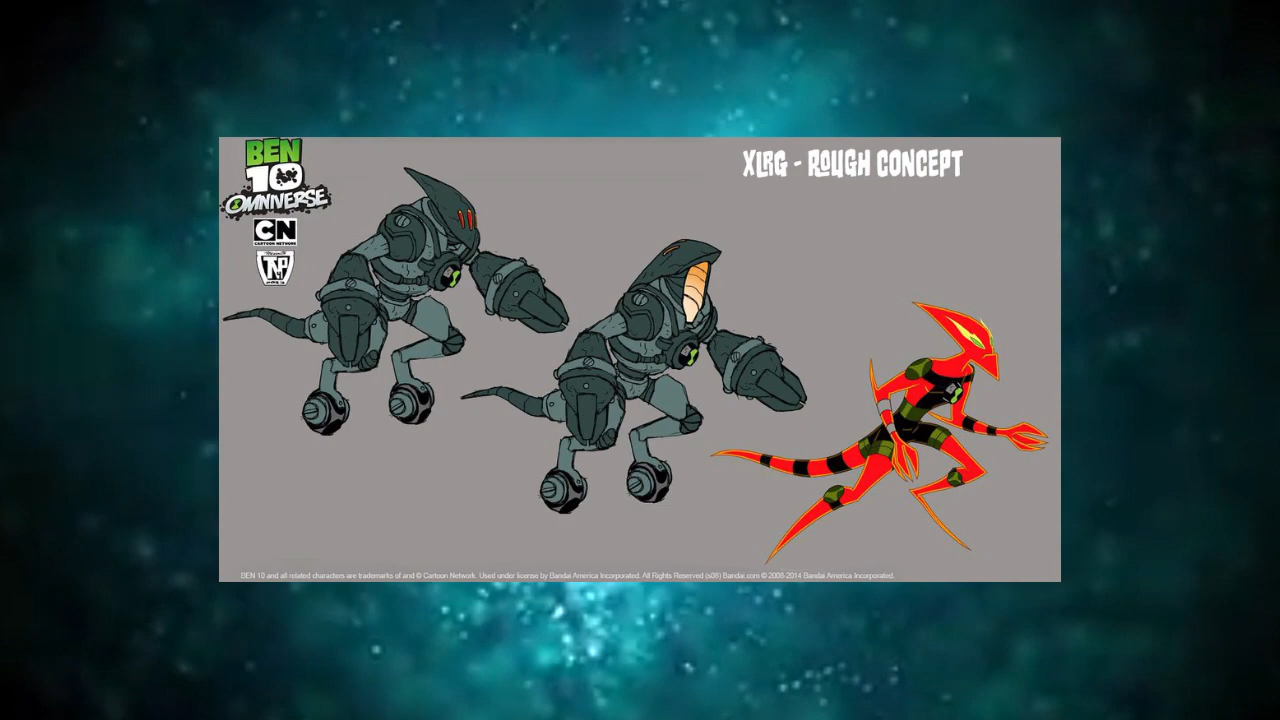 BEN
10
OMNIVERSE
CN
CARTOON NETWORK
XLRG - ROUGH CONCEPT
BEN 10 and all related characters are trademarks of and © Cartoon Network. Used under license by Bandai America Incorporated. All Rights Reserved (s08) Bandai.com © 2008-2014 Bandai America Incorporated.